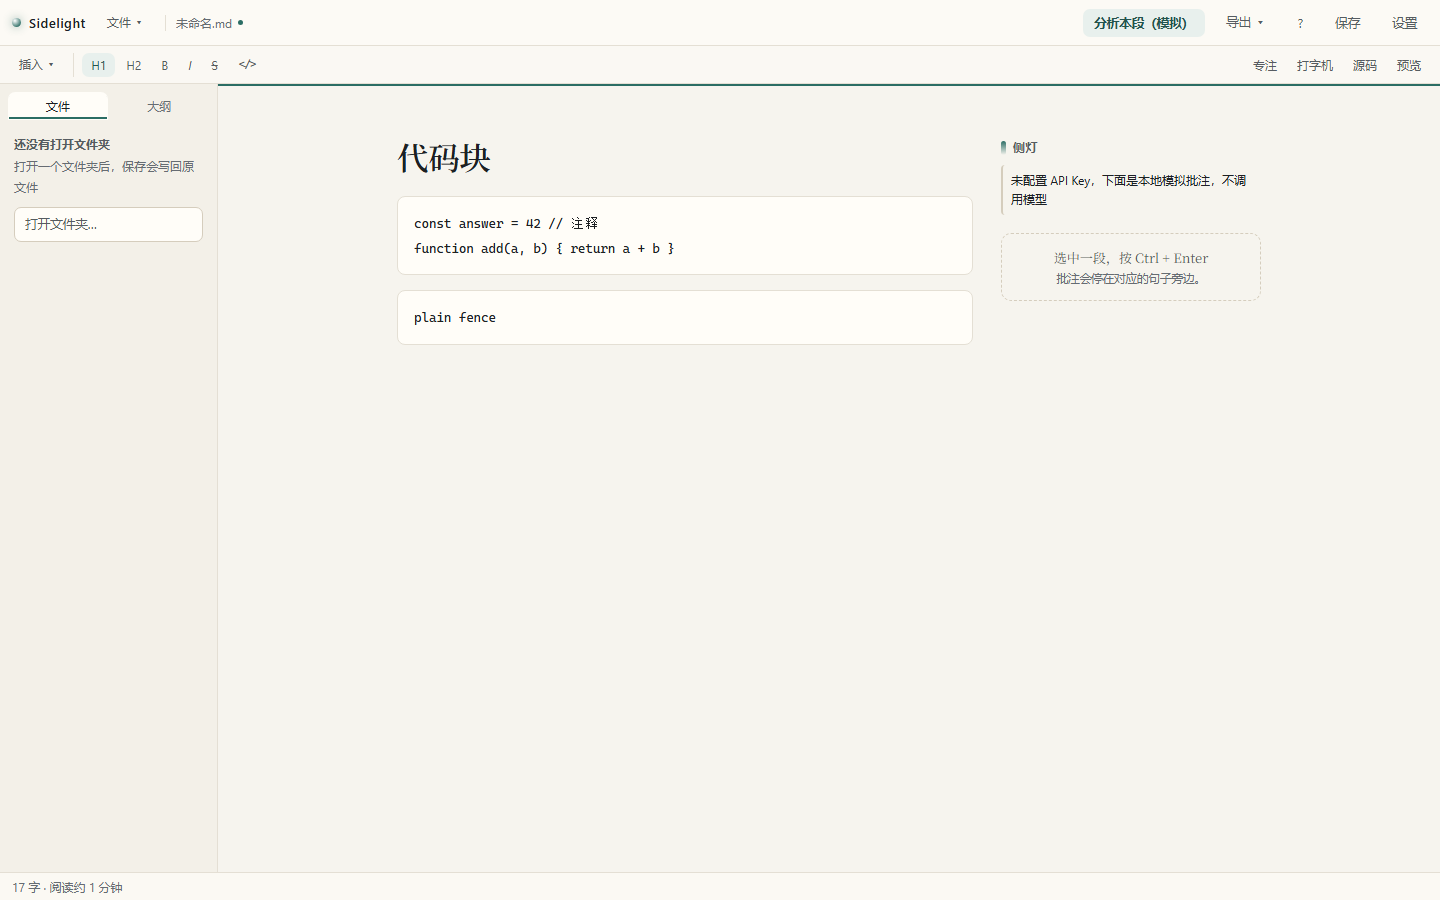 Sidelight 文件 未命名.md 分析本段（模拟） 导出 ? 保存 设置
插入 H1 H2 B I S </> 专注 打字机 源码 预览
文件 大纲
还没有打开文件夹
打开一个文件夹后，保存会写回原
文件
打开文件夹...
代码块
const answer = 42 // 注释
function add(a, b) { return a + b }
plain fence
侧灯
未配置 API Key，下面是本地模拟批注，不调
用模型
选中一段，按 Ctrl + Enter
批注会停在对应的句子旁边。
17 字 · 阅读约 1 分钟